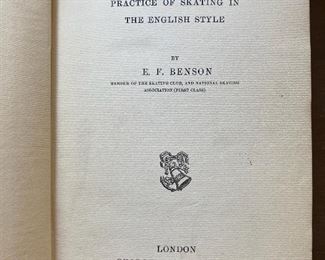 PRACTICE OF SKATING IN
THE ENGLISH STYLE
BY
E. F. BENSON
MEMBER OF THE SKATING CLUB, AND NATIONAL SKATING
ASSOCIATION (FIRST CLASS)
LONDON